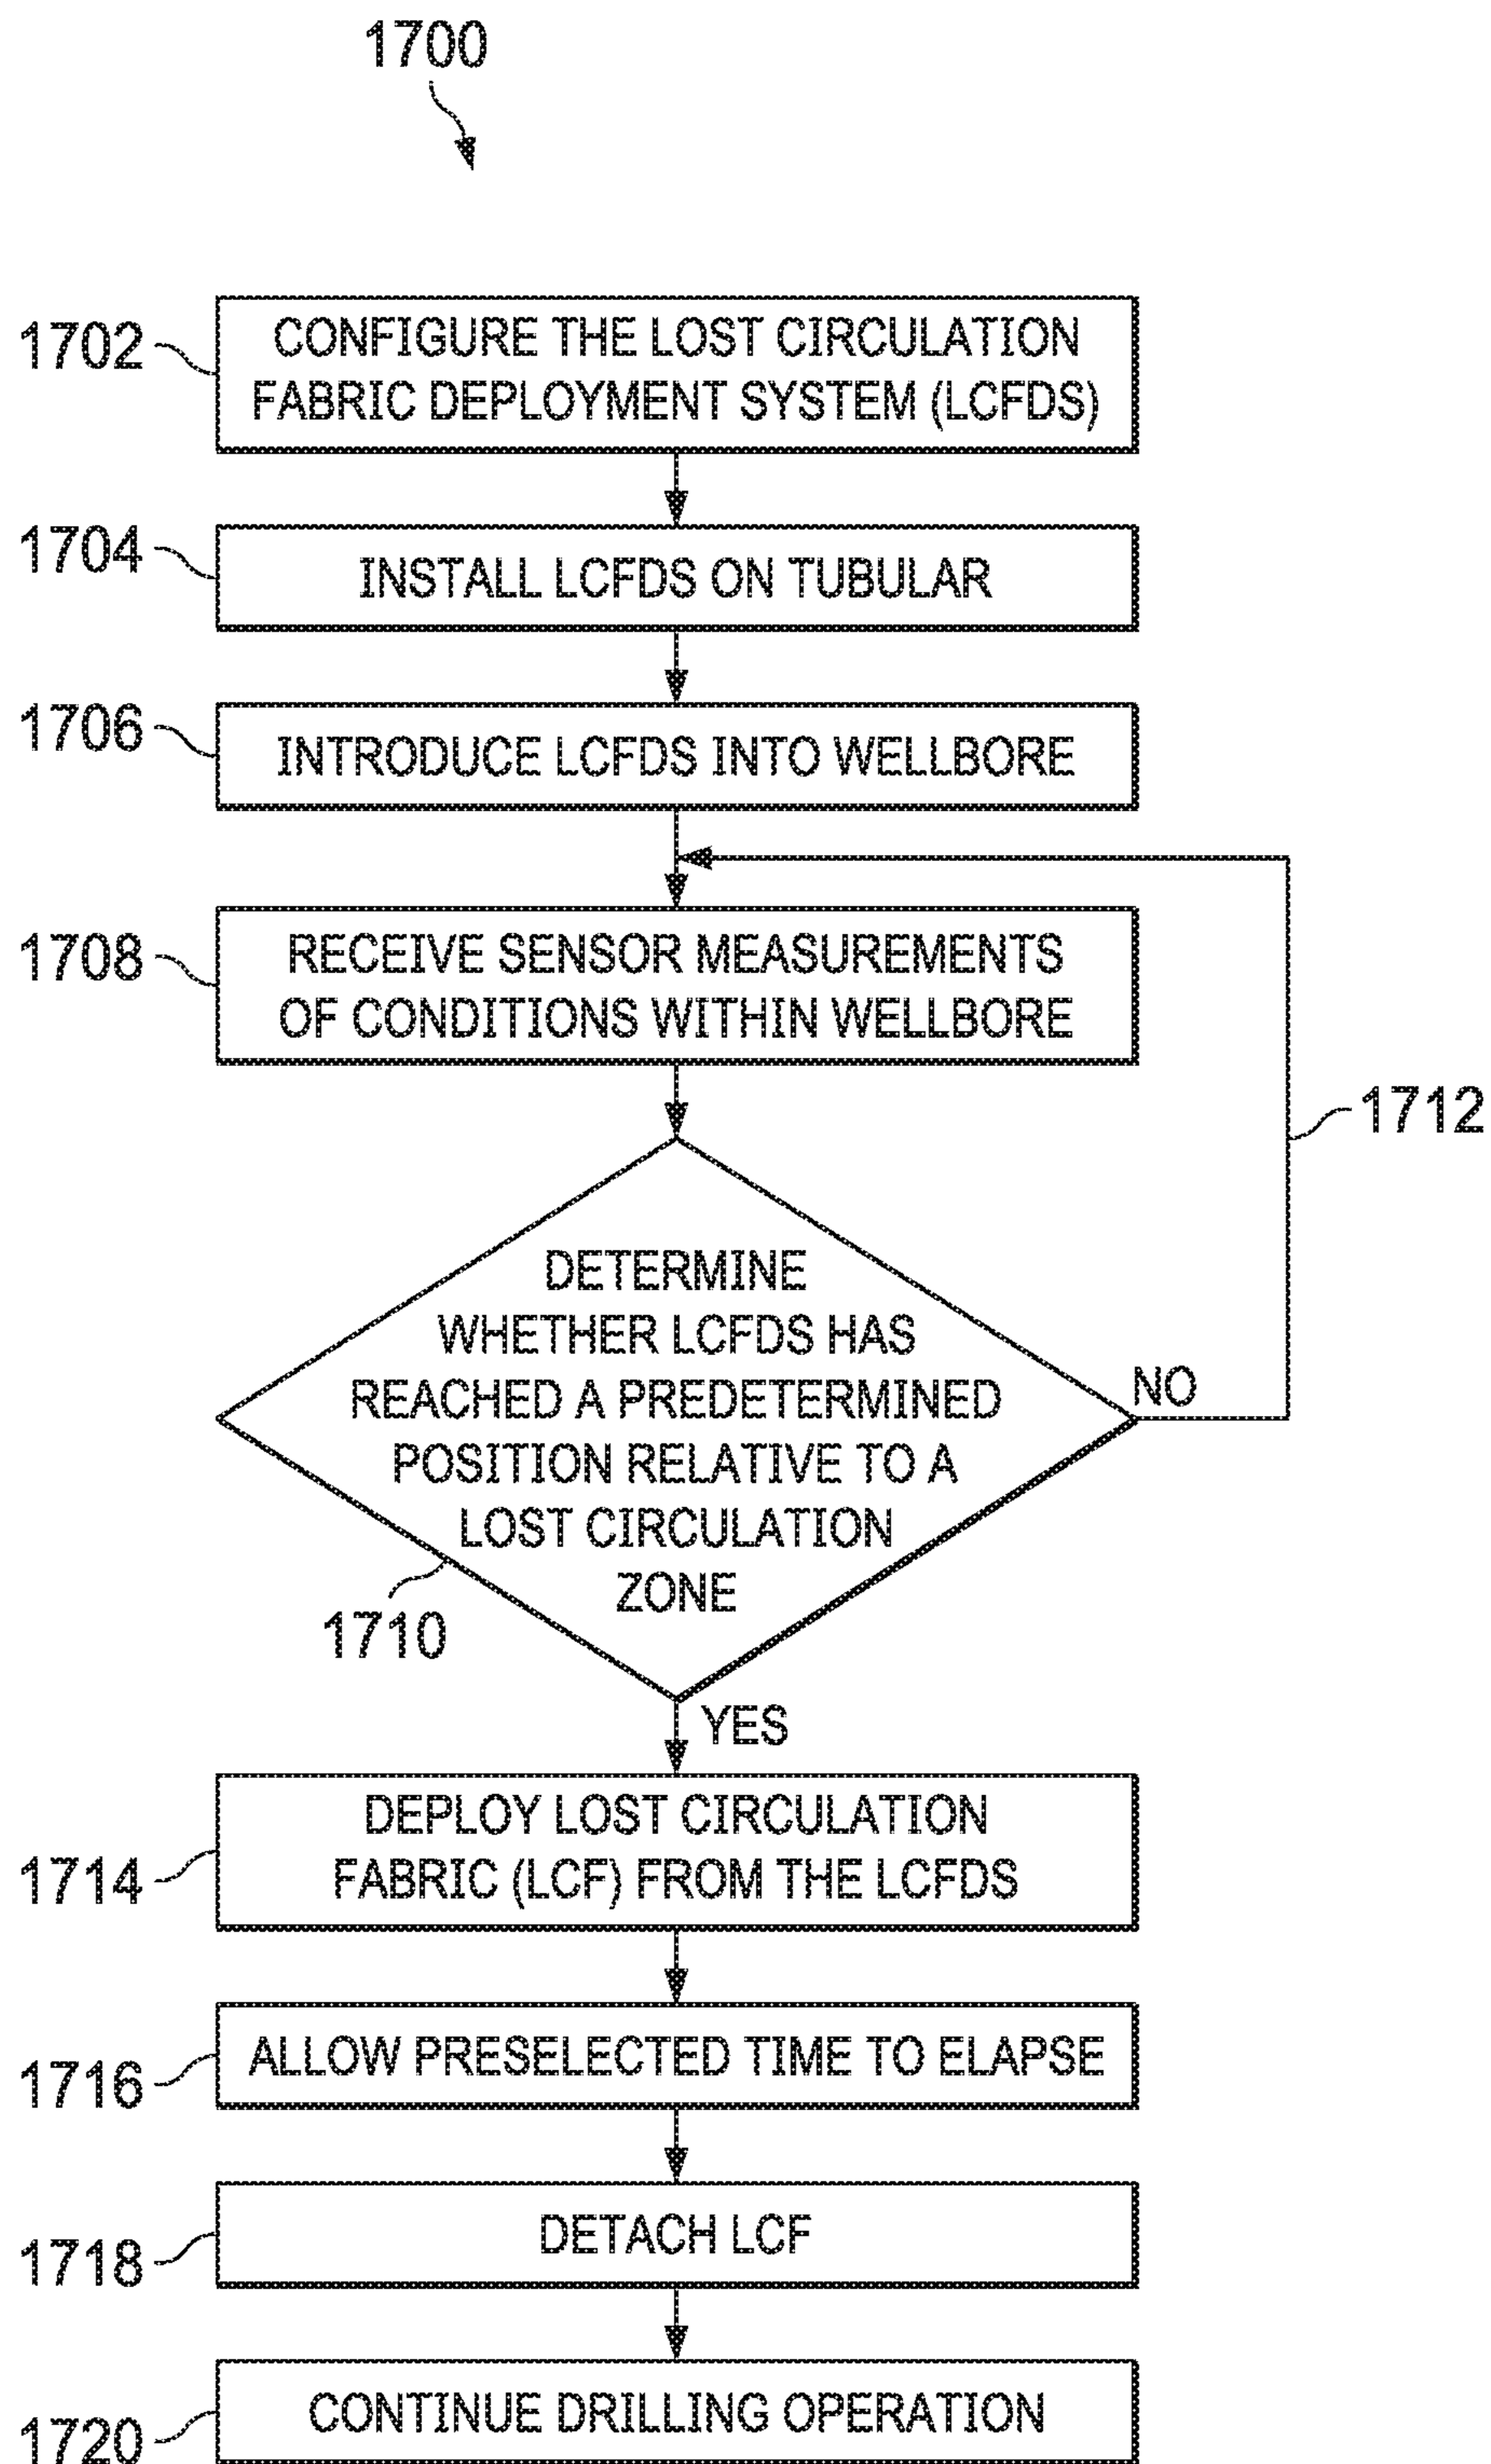 1700
1702
CONFIGURE THE LOST CIRCULATION
FABRIC DEPLOYMENT SYSTEM (LCFDS)
1704
INSTALL LCFDS ON TUBULAR
1706
INTRODUCE LCFDS INTO WELLBORE
1708
RECEIVE SENSOR MEASUREMENTS
OF CONDITIONS WITHIN WELLBORE
1712
DETERMINE
WHETHER LCFDS HAS
REACHED A PREDETERMINED
POSITION RELATIVE TO A
LOST CIRCULATION
ZONE
NO
1710
YES
1714
DEPLOY LOST CIRCULATION
FABRIC (LCF) FROM THE LCFDS
1716
ALLOW PRESELECTED TIME TO ELAPSE
1718
DETACH LCF
1720
CONTINUE DRILLING OPERATION